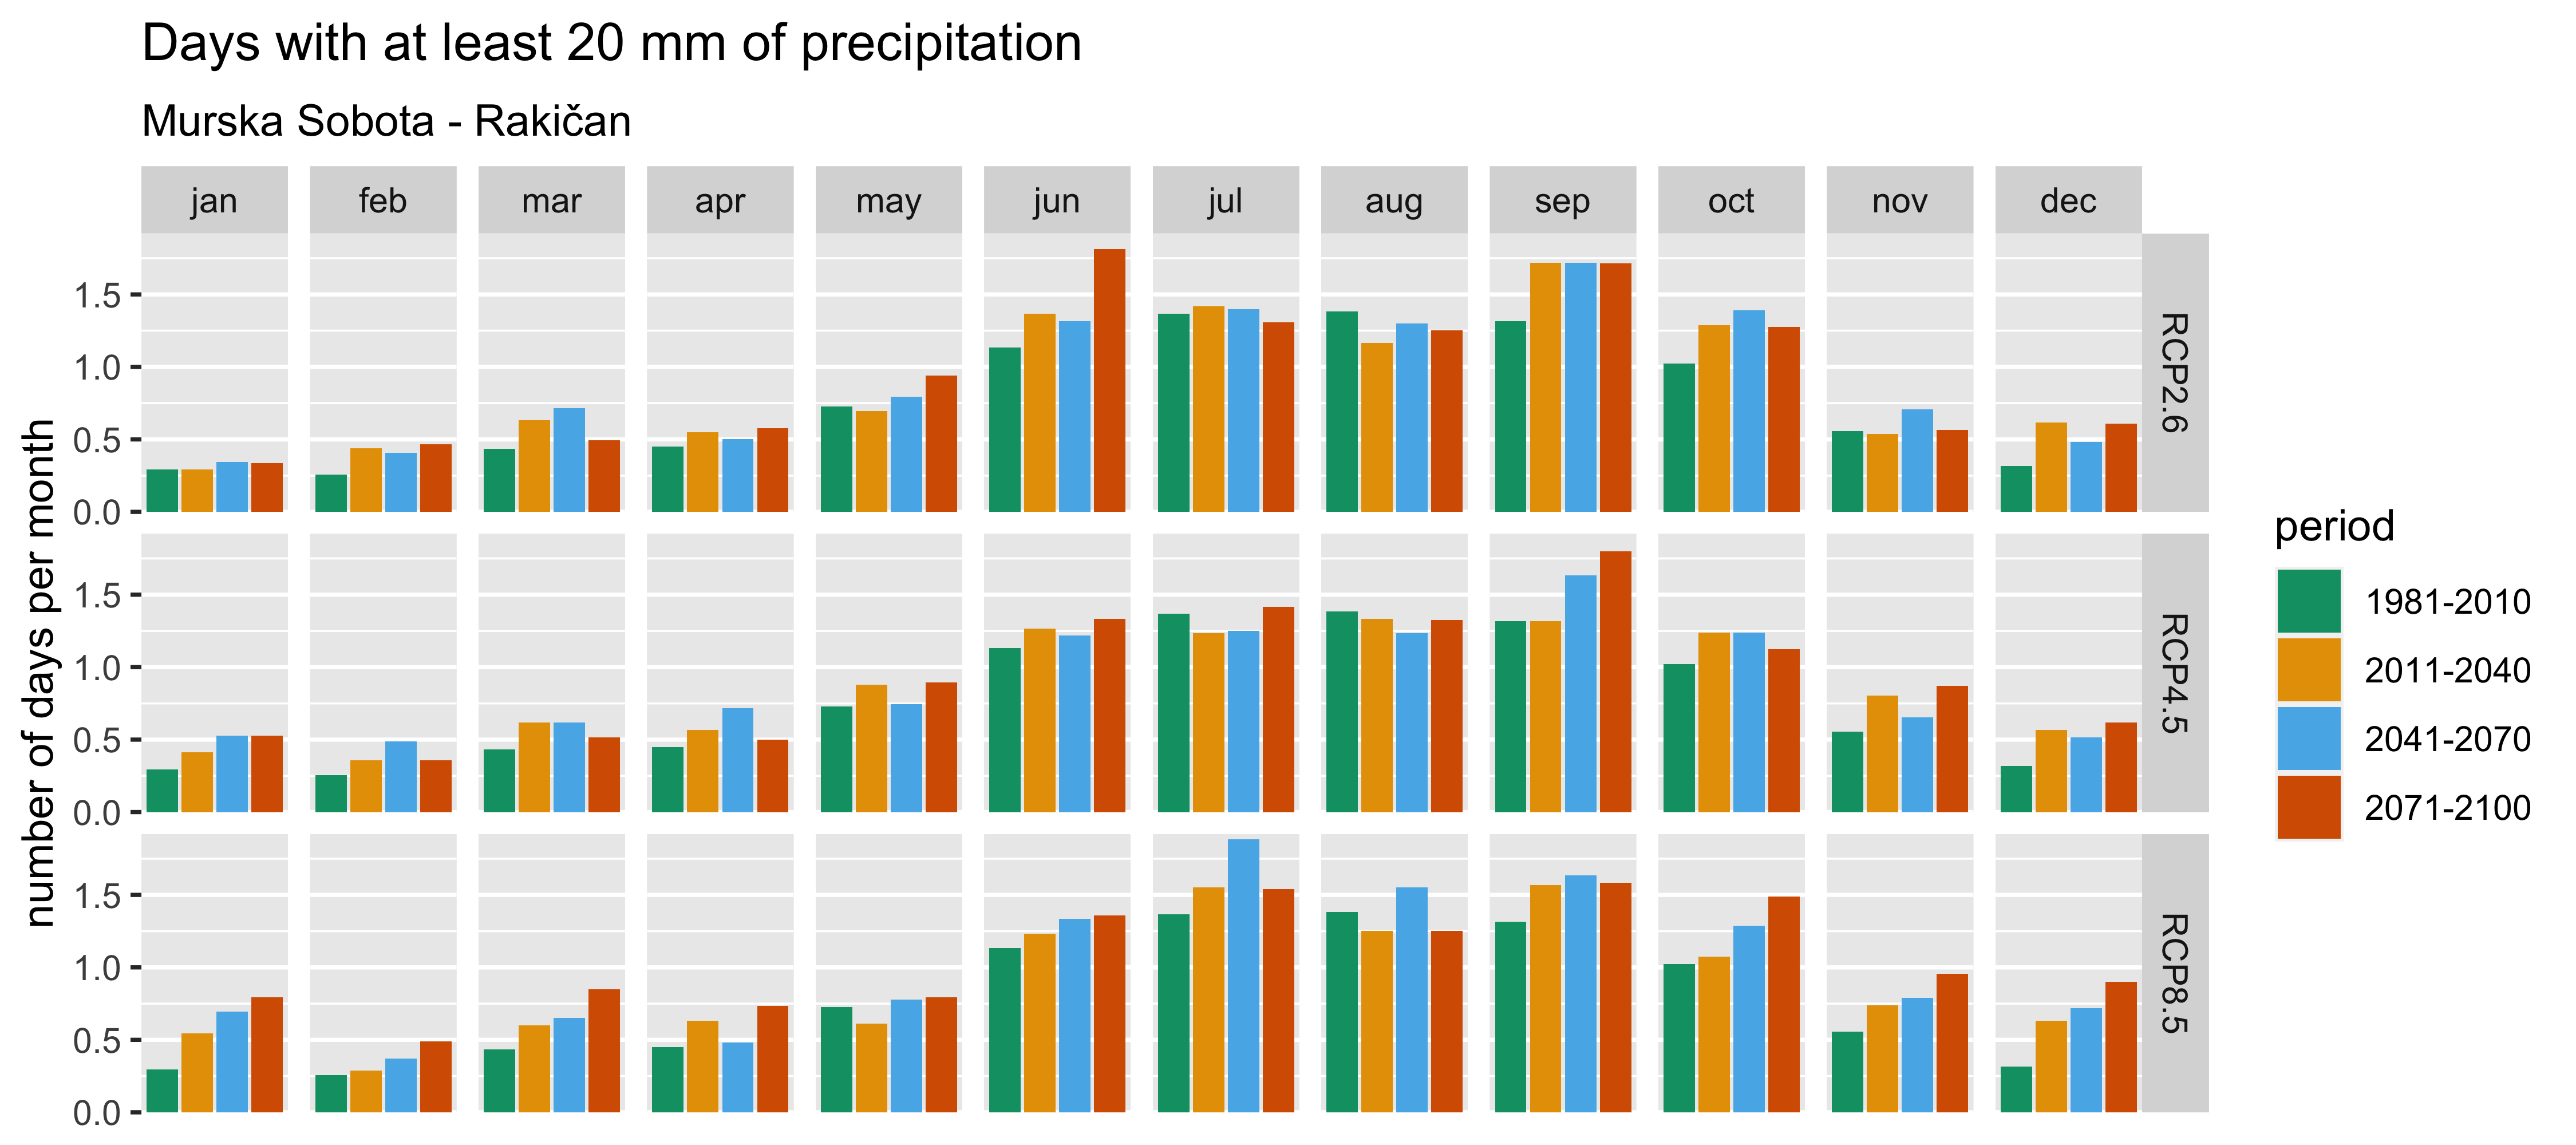 Days with at least 20 mm of precipitation
Murska Sobota - Rakičan
jan feb mar apr may jun jul aug sep oct nov dec
number of days per month
1.5
1.0
0.5
0.0
RCP2.6
1.5
1.0
0.5
0.0
RCP4.5
1.5
1.0
0.5
0.0
RCP8.5
period
1981-2010
2011-2040
2041-2070
2071-2100